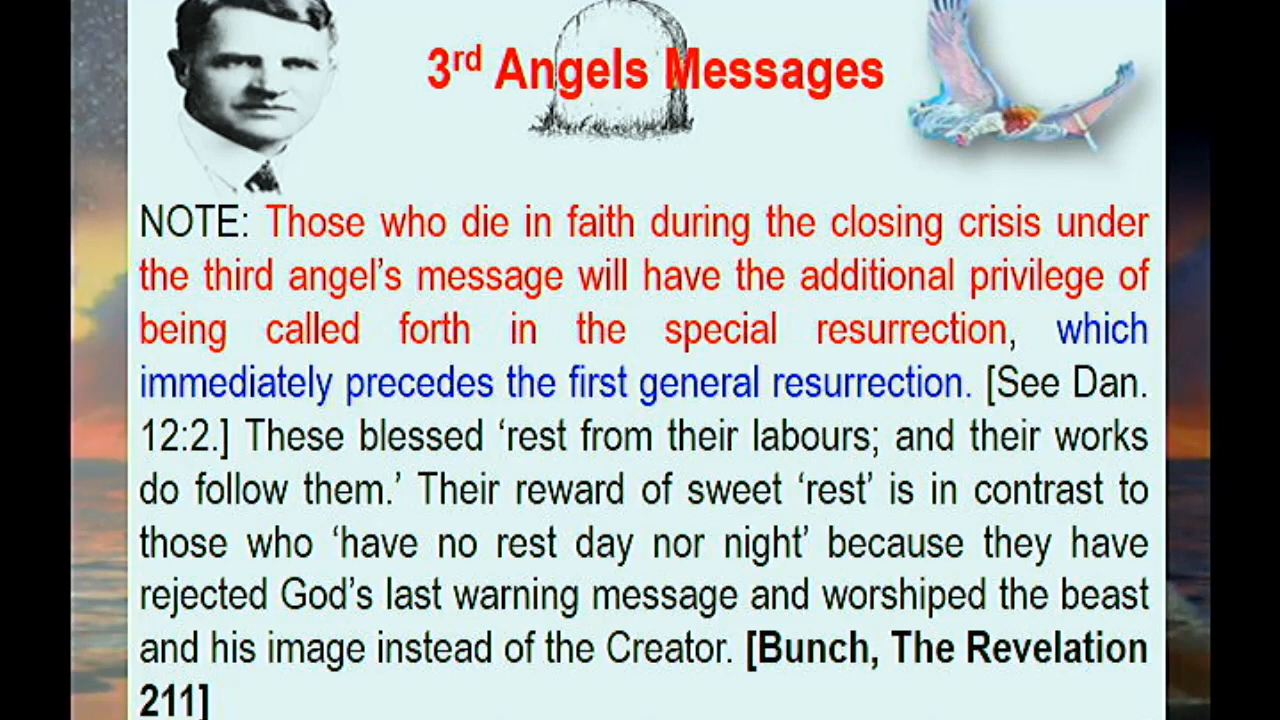 3rd Angels Messages
NOTE: Those who die in faith during the closing crisis under
the third angel’s message will have the additional privilege of
being called forth in the special resurrection, which
immediately precedes the first general resurrection. [See Dan.
12:2.] These blessed ‘rest from their labours; and their works
do follow them.’ Their reward of sweet ‘rest’ is in contrast to
those who ‘have no rest day nor night’ because they have
rejected God’s last warning message and worshiped the beast
and his image instead of the Creator. [Bunch, The Revelation
211]